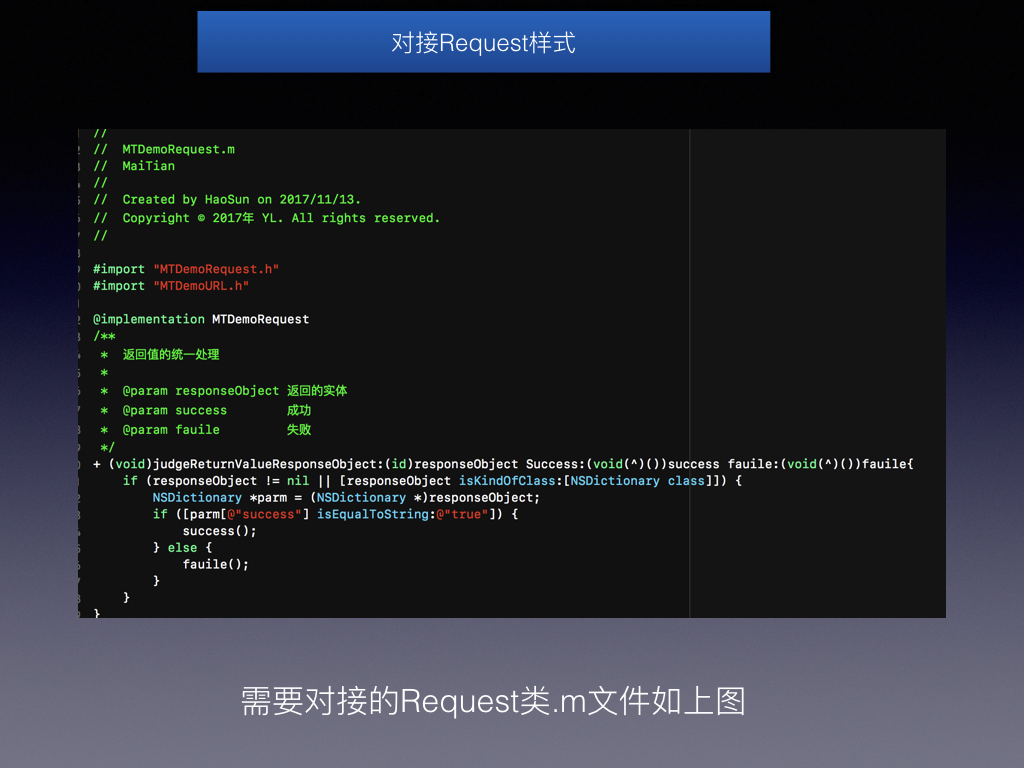 对接Request样式
//
//  MTDemoRequest.m
//  MaiTian
//
//  Created by HaoSun on 2017/11/13.
//  Copyright © 2017年 YL. All rights reserved.
//
#import "MTDemoRequest.h"
#import "MTDemoURL.h"
@implementation MTDemoRequest
/**
 *  返回值的统一处理
 *
 *  @param responseObject 返回的实体
 *  @param success        成功
 *  @param fauile         失败
 */
+ (void)judgeReturnValueResponseObject:(id)responseObject Success:(void(^)())success fauile:(void(^)())fauile{
    if (responseObject != nil || [responseObject isKindOfClass:[NSDictionary class]]) {
        NSDictionary *parm = (NSDictionary *)responseObject;
        if ([parm[@"success"] isEqualToString:@"true"]) {
            success();
        } else {
            fauile();
        }
    }
}
需要对接的Request类.m文件如上图